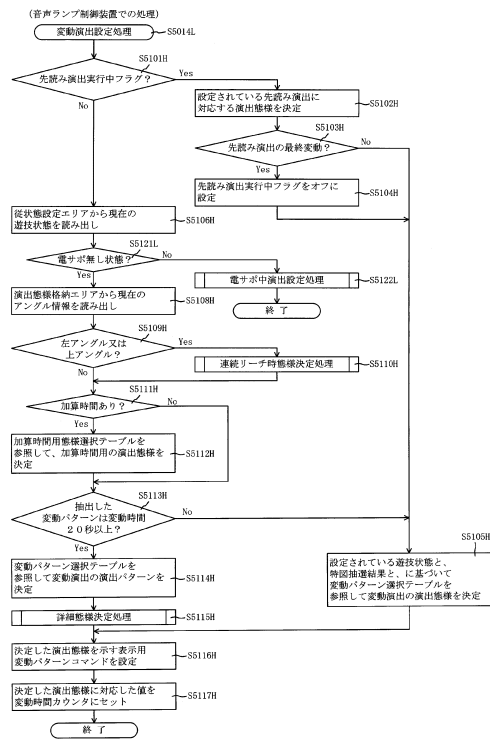 (音声ランプ制御装置での処理)
変動演出設定処理
S5014L
S5101H
先読み演出実行中フラグ?
Yes
No
設定されている先読み演出に
対応する演出態様を決定
S5102H
S5103H
先読み演出の最終変動?
No
Yes
先読み演出実行中フラグをオフに
設定
S5104H
従状態設定エリアから現在の
遊技状態を読み出し
S5106H
S5121L
電サポ無し状態?
No
Yes
電サポ中演出設定処理
S5122L
終 了
演出態様格納エリアから現在の
アングル情報を読み出し
S5108H
S5109H
左アングル又は
上アングル?
Yes
No
連続リーチ時態様決定処理
S5110H
S5111H
加算時間あり?
No
Yes
加算時間用態様選択テーブルを
参照して、加算時間用の演出態様を
決定
S5112H
S5113H
抽出した
変動パターンは変動時間
20秒以上?
No
Yes
S5105H
設定されている遊技状態と、
特図抽選結果と、に基づいて
変動パターン選択テーブルを
参照して変動演出の演出態様を決定
変動パターン選択テーブルを
参照して変動演出の演出パターンを
決定
S5114H
詳細態様決定処理
S5115H
決定した演出態様を示す表示用
変動パターンコマンドを設定
S5116H
決定した演出態様に対応した値を
変動時間カウンタにセット
S5117H
終 了